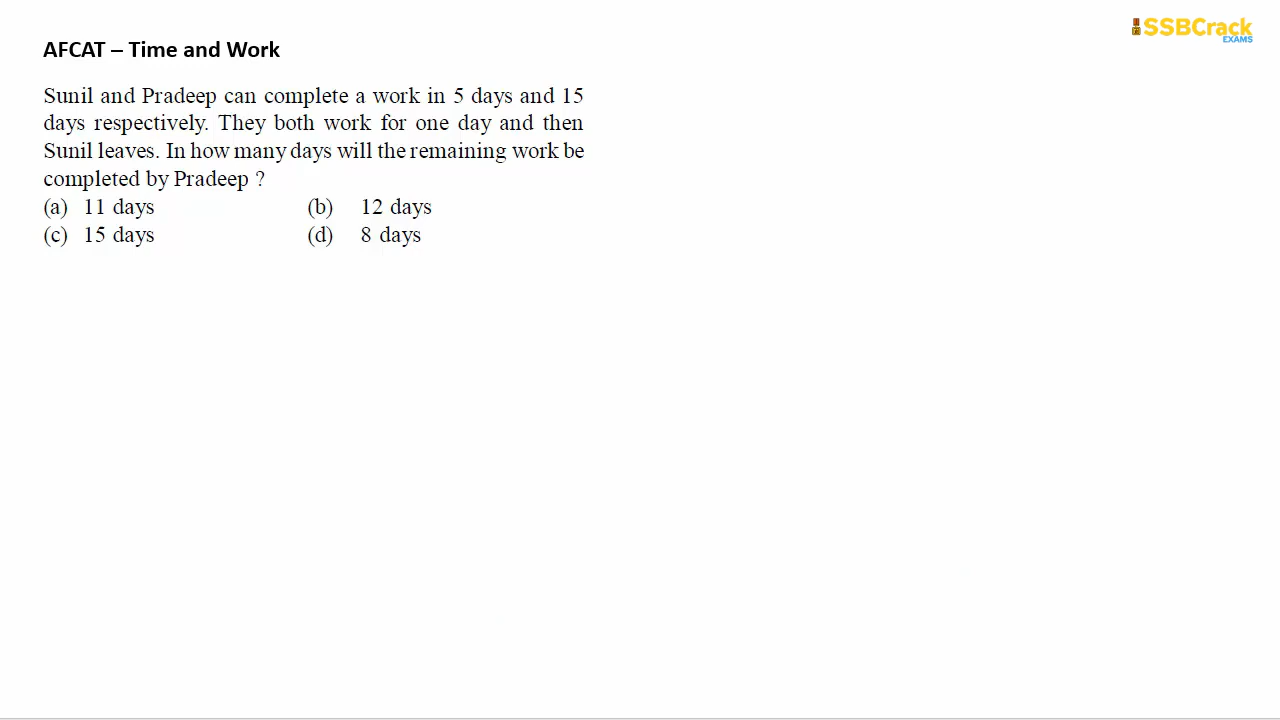 SSBCrack
EXAMS
AFCAT – Time and Work
Sunil and Pradeep can complete a work in 5 days and 15
days respectively. They both work for one day and then
Sunil leaves. In how many days will the remaining work be
completed by Pradeep ?
(a) 11 days (b) 12 days
(c) 15 days (d) 8 days